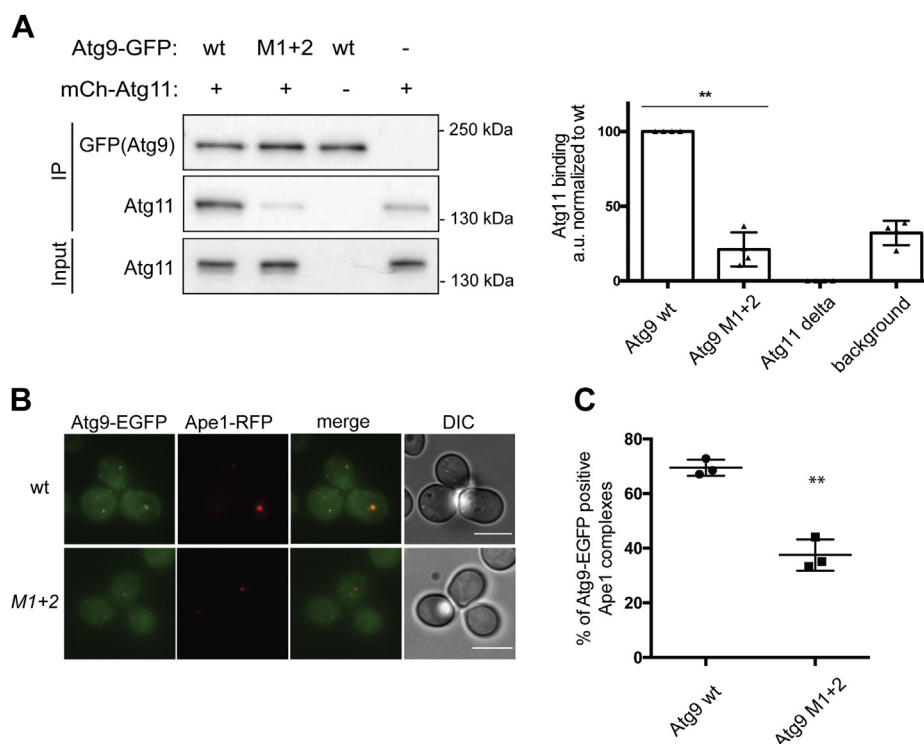 A
Atg9-GFP: wt M1+2 wt -
mCh-Atg11: + + - +
IP
GFP(Atg9)
- 250 kDa
Atg11
- 130 kDa
Input
Atg11
- 130 kDa
Atg11 binding
a.u. normalized to wt
**
100
50
0
Atg9 wt
Atg9 M1+2
Atg11 delta
background
B
Atg9-EGFP Ape1-RFP merge DIC
wt
M1+2
C
% of Atg9-EGFP positive
Ape1 complexes
80
60
40
20
0
**
Atg9 wt
Atg9 M1+2